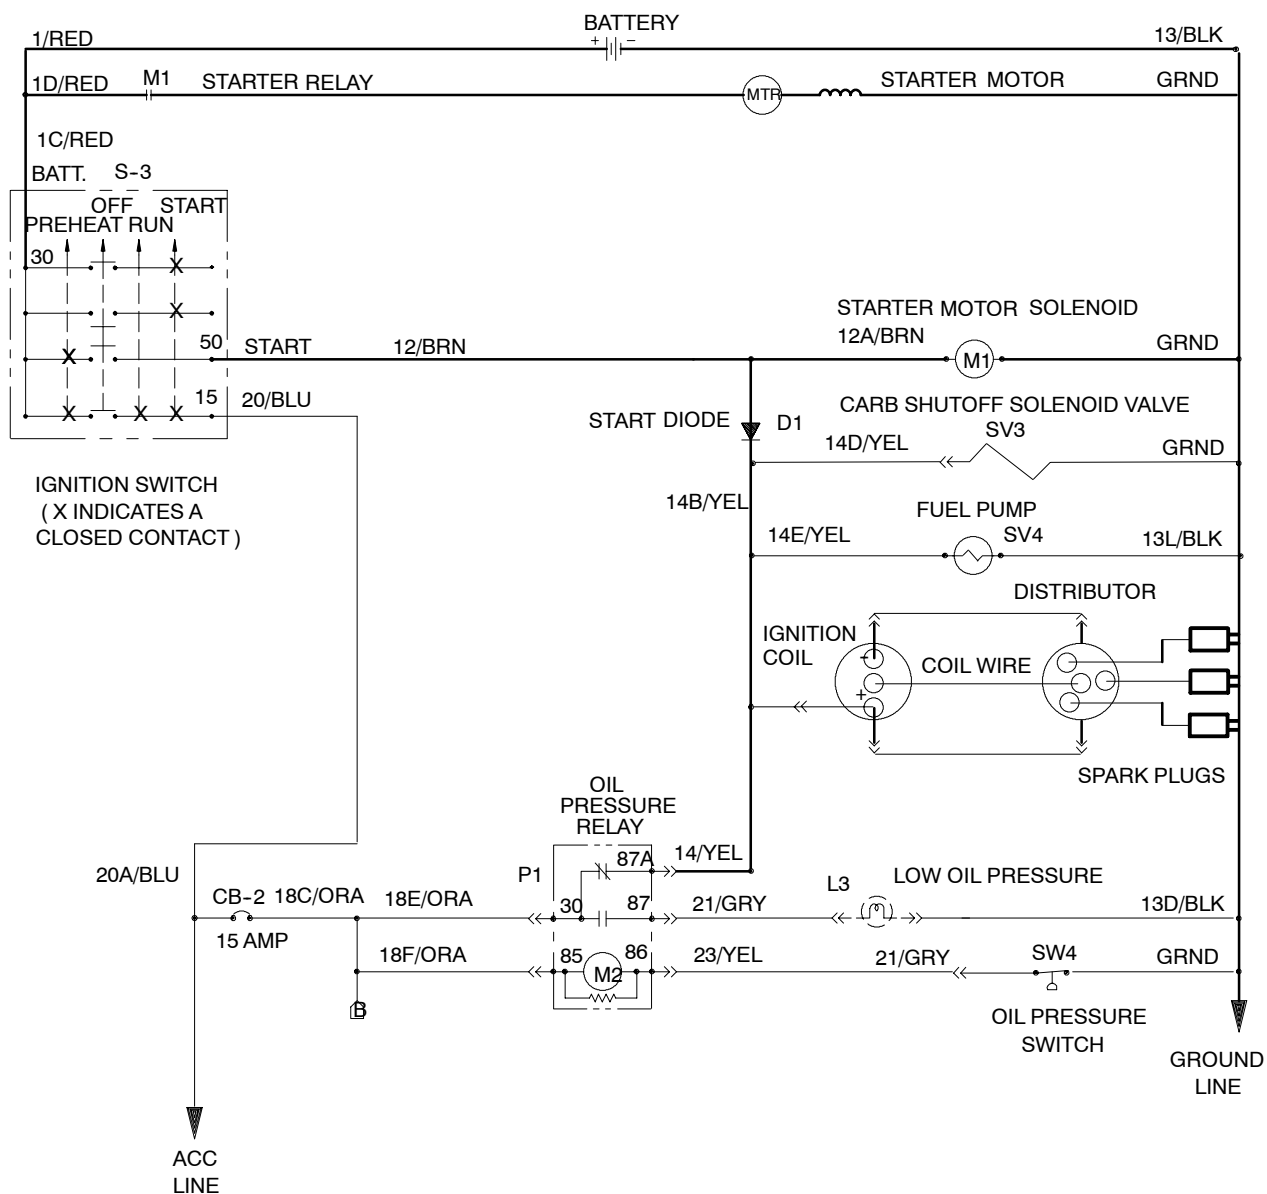 BATTERY
+ −
1/RED
13/BLK
1D/RED
M1
STARTER RELAY
MTR
STARTER MOTOR
GRND
1C/RED
BATT.
S-3
OFF START
PREHEAT RUN
30
X
X
50
START
12/BRN
X
15
20/BLU
X X X
STARTER MOTOR SOLENOID
12A/BRN
M1
GRND
START DIODE
D1
CARB SHUTOFF SOLENOID VALVE
14D/YEL
SV3
GRND
IGNITION SWITCH
( X INDICATES A
CLOSED CONTACT )
14B/YEL
FUEL PUMP
14E/YEL
SV4
13L/BLK
DISTRIBUTOR
IGNITION
COIL
-
+
COIL WIRE
SPARK PLUGS
OIL
PRESSURE
RELAY
20A/BLU
P1
87A
14/YEL
CB-2
18C/ORA
18E/ORA
30
87
21/GRY
L3
LOW OIL PRESSURE
13D/BLK
15 AMP
18F/ORA
85
M2
86
23/YEL
21/GRY
SW4
GRND
B
OIL PRESSURE
SWITCH
GROUND
LINE
ACC
LINE